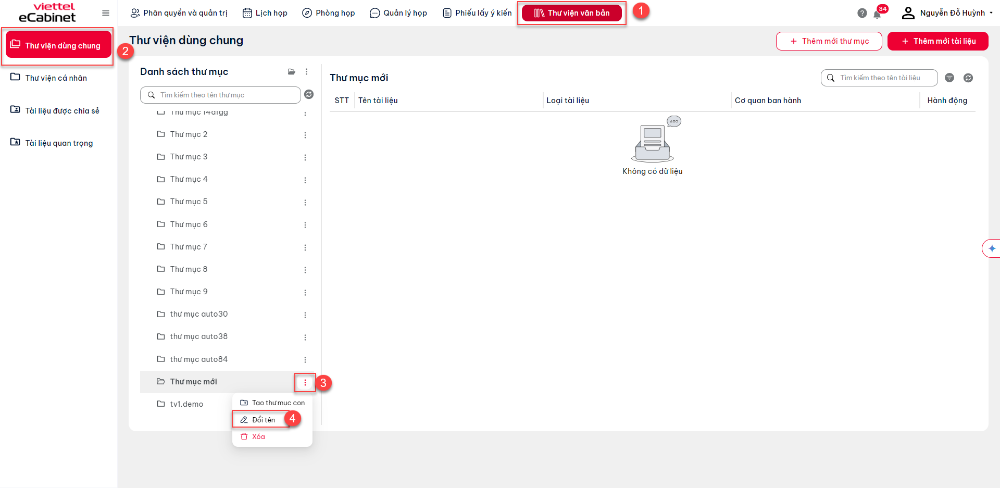 viettel
eCabinet
Phân quyền và quản trị
Lịch họp
Phòng họp
Quản lý họp
Phiếu lấy ý kiến
Thư viện văn bản
1
?
34
Nguyễn Đỗ Huỳnh
Thư viện dùng chung
2
Thư viện cá nhân
Tài liệu được chia sẻ
Tài liệu quan trọng
Thư viện dùng chung
+ Thêm mới thư mục
+ Thêm mới tài liệu
Danh sách thư mục
Tìm kiếm theo tên thư mục
Thư mục 14dfgg
Thư mục 2
Thư mục 3
Thư mục 4
Thư mục 5
Thư mục 6
Thư mục 7
Thư mục 8
Thư mục 9
thư mục auto30
thư mục auto38
thư mục auto84
Thư mục mới
3
tv1.demo
Tạo thư mục con
Đổi tên
4
Xóa
Thư mục mới
Tìm kiếm theo tên tài liệu
STT
Tên tài liệu
Loại tài liệu
Cơ quan ban hành
Hành động
Không có dữ liệu